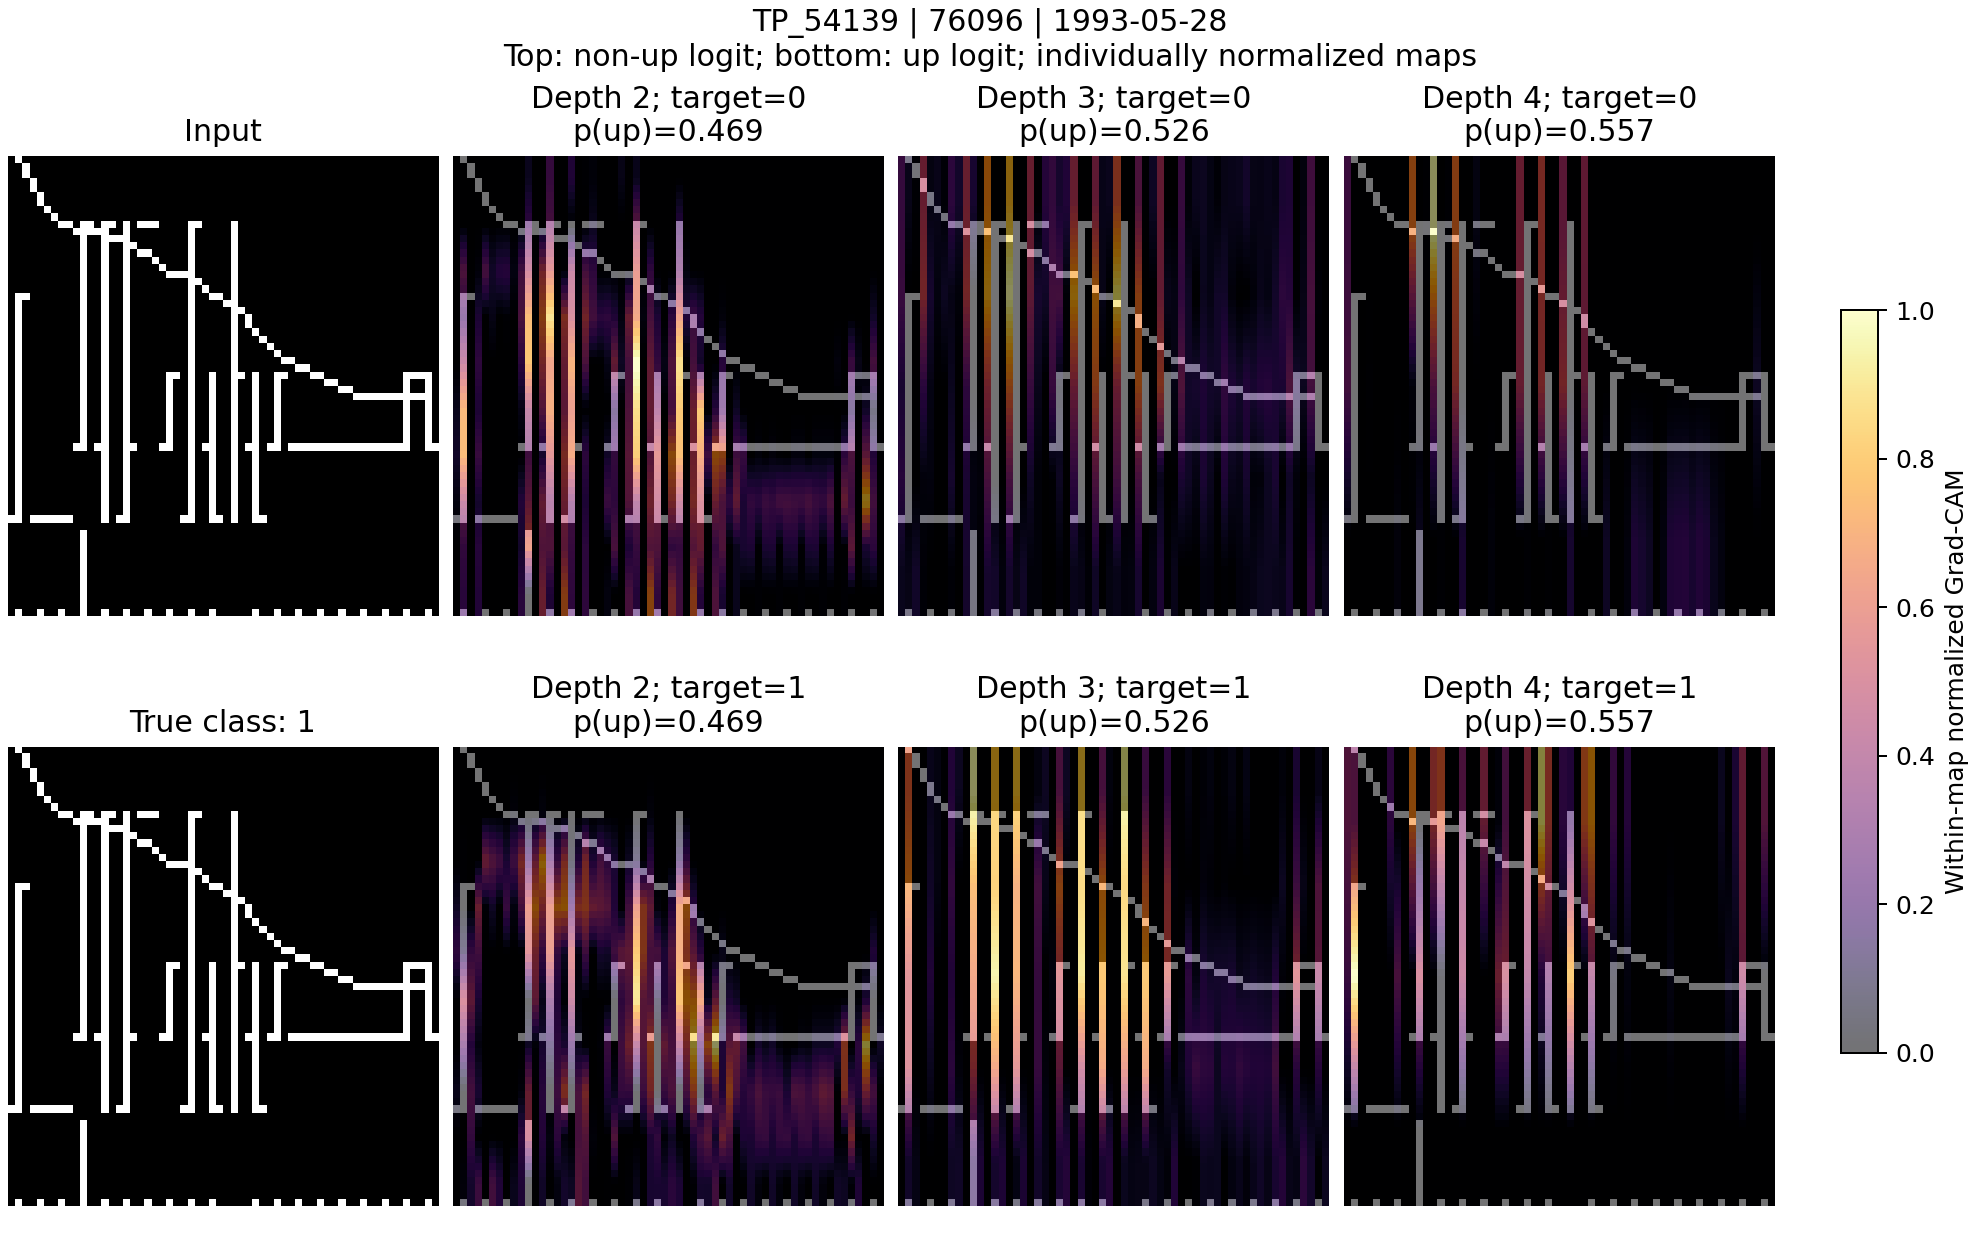 TP_54139 | 76096 | 1993-05-28
Top: non-up logit; bottom: up logit; individually normalized maps
Input
Depth 2; target=0
p(up)=0.469
Depth 3; target=0
p(up)=0.526
Depth 4; target=0
p(up)=0.557
True class: 1
Depth 2; target=1
p(up)=0.469
Depth 3; target=1
p(up)=0.526
Depth 4; target=1
p(up)=0.557
1.0
0.8
0.6
0.4
0.2
0.0
Within-map normalized Grad-CAM